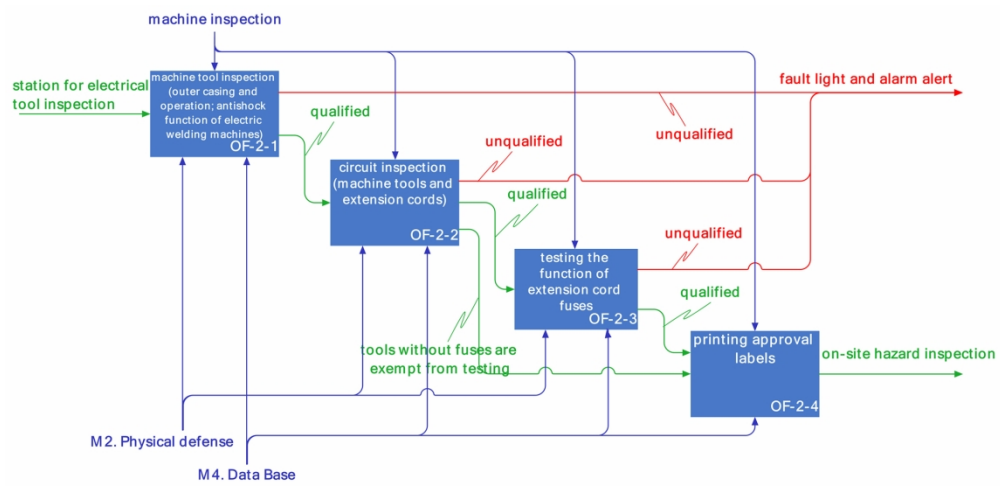 machine inspection
station for electrical
tool inspection
machine tool inspection
(outer casing and
operation; antishock
function of electric
welding machines)
OF-2-1
fault light and alarm alert
qualified
unqualified
circuit inspection
(machine tools and
extension cords)
OF-2-2
unqualified
qualified
testing the
function of
extension cord
fuses
OF-2-3
unqualified
qualified
tools without fuses are
exempt from testing
printing approval
labels
OF-2-4
on-site hazard inspection
M2. Physical defense
M4. Data Base